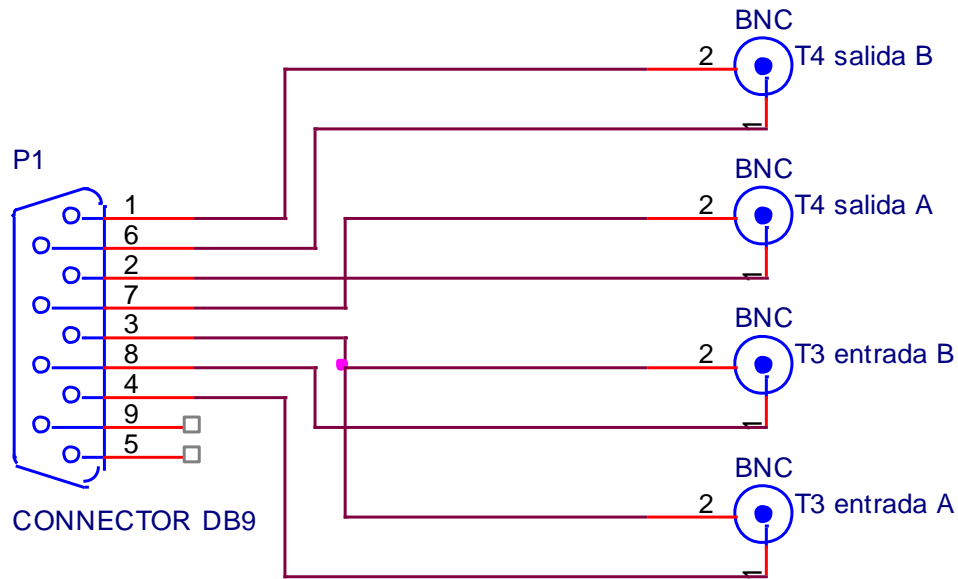 BNC
2 T4 salida B
1
P1
BNC
1 2 T4 salida A
6
2 1
7
3 BNC
8 2 T3 entrada B
4
9 1
5
BNC
CONNECTOR DB9 2 T3 entrada A
1